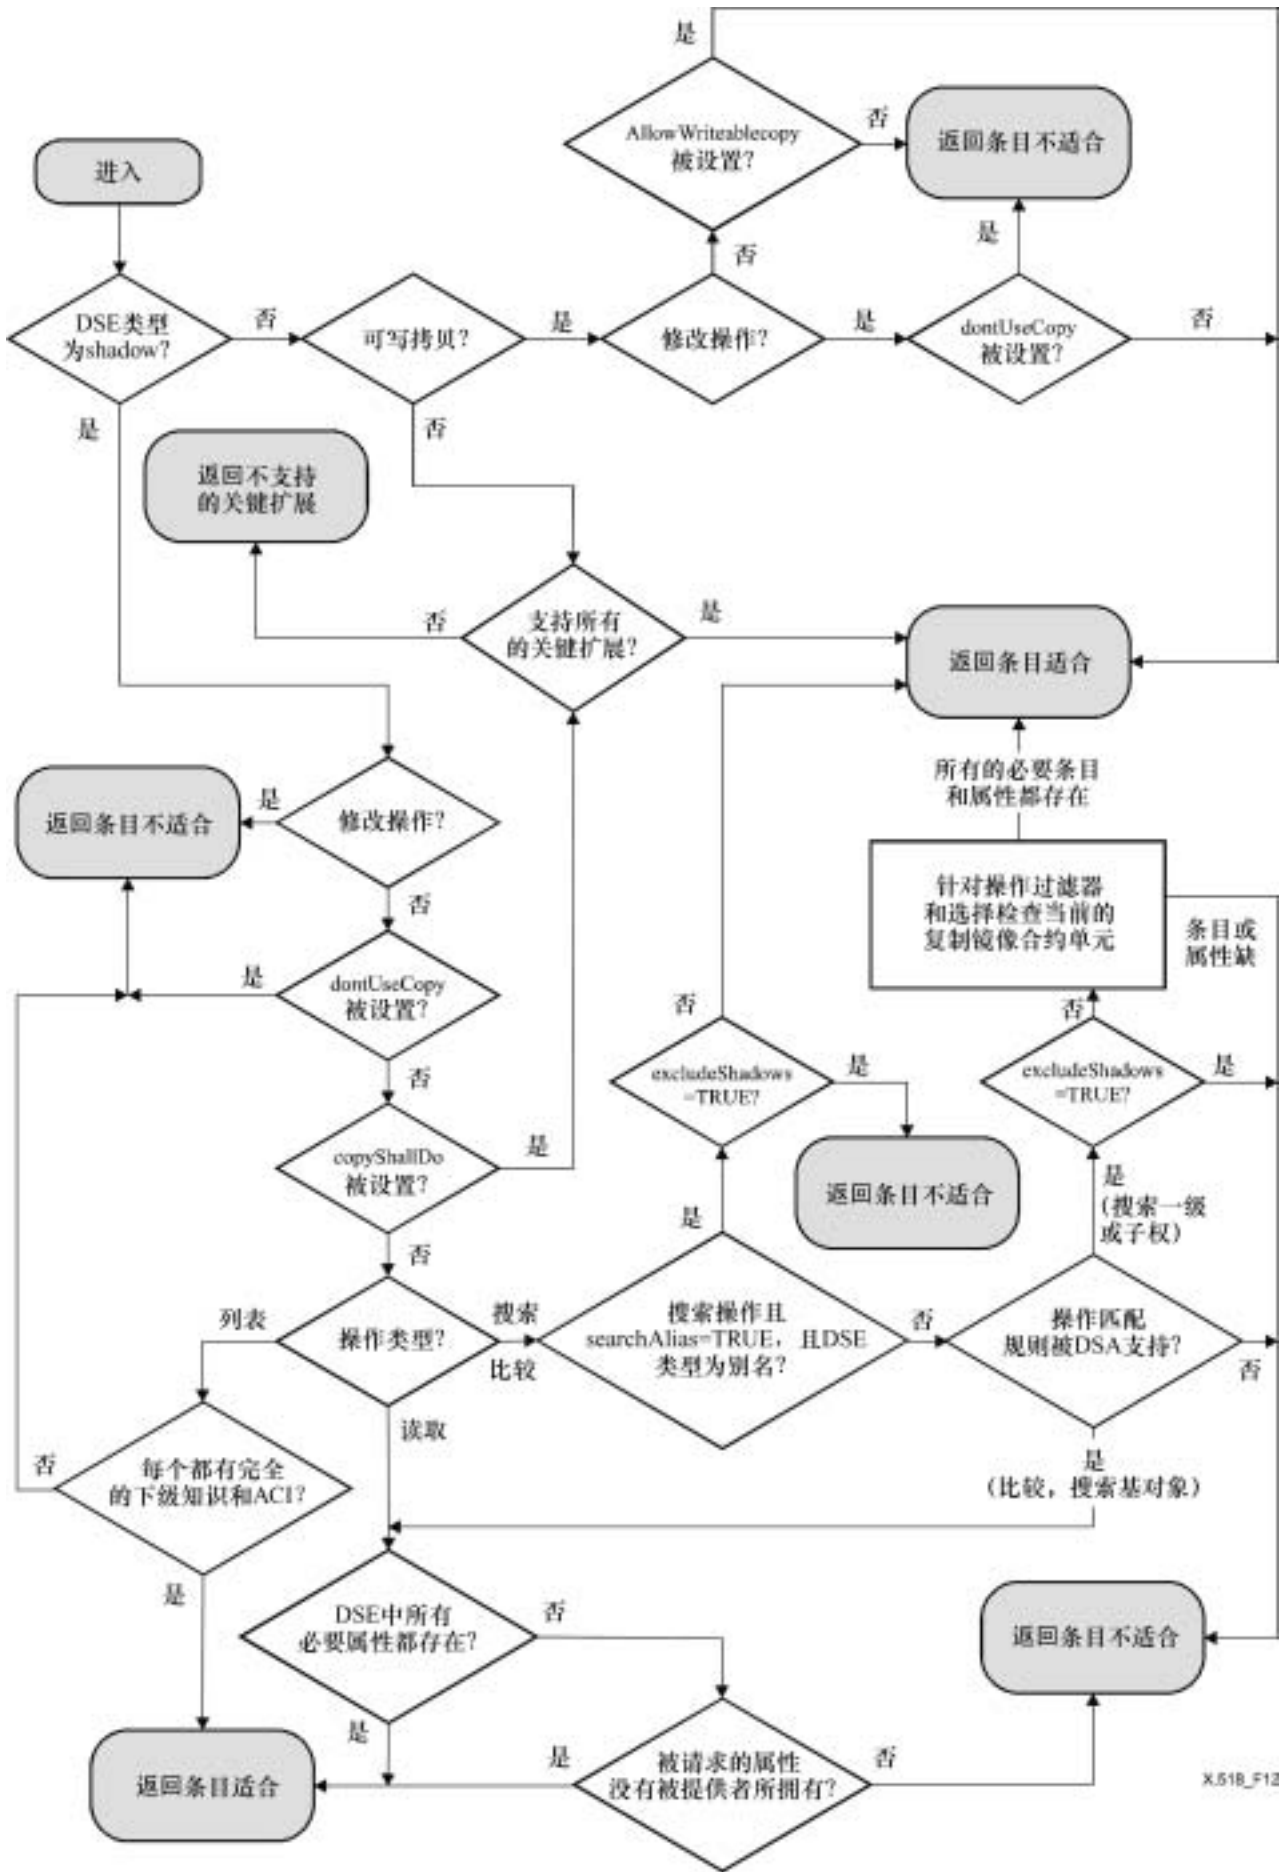 是
AllowWriteablecopy
被设置？
否
返回条目不适合
进入
是
否
DSE类型
为shadow？
否
可写拷贝？
是
修改操作？
是
dontUseCopy
被设置？
否
是
否
返回不支持
的关键扩展
否
支持所有
的关键扩展？
是
返回条目适合
所有的必要条目
和属性都存在
返回条目不适合
是
修改操作？
针对操作过滤器
和选择检查当前的
复制镜像合约单元
条目或
属性缺
否
是
dontUseCopy
被设置？
否
否
excludeShadows
=TRUE？
是
excludeShadows
=TRUE？
是
否
copyShallDo
被设置？
是
返回条目不适合
是
是
(搜索一级
或子权)
否
列表
操作类型？
搜索
比较
搜索操作且
searchAlias=TRUE，且DSE
类型为别名？
否
操作匹配
规则被DSA支持？
否
读取
否
每个都有完全
的下级知识和ACI？
是
(比较，搜索基对象)
是
DSE中所有
必要属性都存在？
否
返回条目不适合
是
返回条目适合
是
被请求的属性
没有被提供者所拥有？
否
X.518_F12